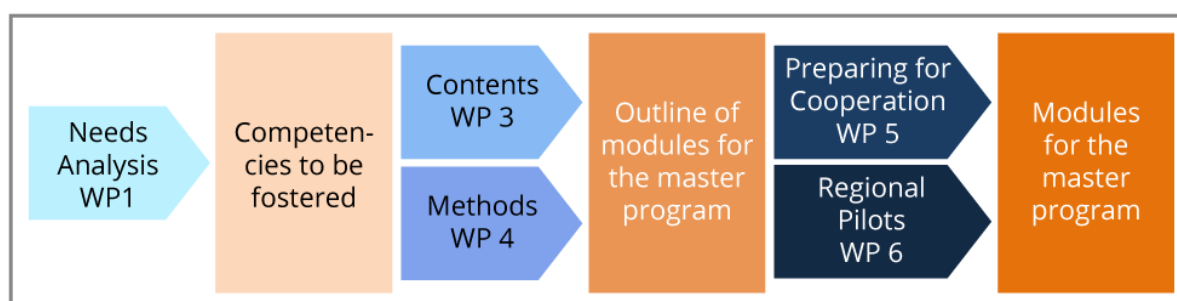 Needs
Analysis
WP1
Competen-
cies to be
fostered
Contents
WP 3
Methods
WP 4
Outline of
modules for
the master
program
Preparing for
Cooperation
WP 5
Regional
Pilots
WP 6
Modules
for the
master
program